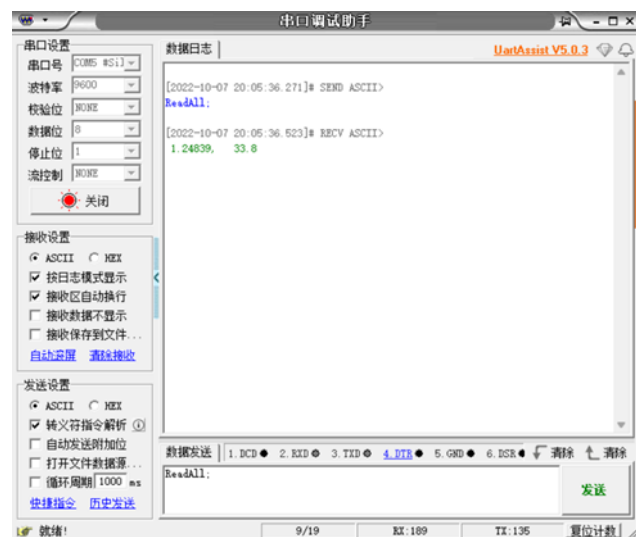 串口调试助手
串口设置
串口号 COM5 #Sil
波特率 9600
校验位 NONE
数据位 8
停止位 1
流控制 NONE
关闭
接收设置
ASCII HEX
按日志模式显示
接收区自动换行
接收数据不显示
接收保存到文件...
自动滚屏 清除接收
发送设置
ASCII HEX
转义符指令解析
自动发送附加位
打开文件数据源...
循环周期 1000 ms
快捷指令 历史发送
数据日志 UartAssist V5.0.3
[2022-10-07 20:05:36.271]# SEND ASCII>
ReadAll;
[2022-10-07 20:05:36.523]# RECV ASCII>
1.24839, 33.8
数据发送 1.DCD 2.RXD 3.TXD 4.DTR 5.GND 6.DSR 清除 清除
ReadAll;
发送
就绪! 9/19 RX:189 TX:135 复位计数